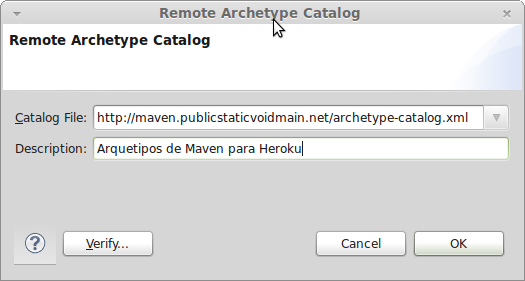 Remote Archetype Catalog
Remote Archetype Catalog
Catalog File: http://maven.publicstaticvoidmain.net/archetype-catalog.xml
Description: Arquetipos de Maven para Heroku
? Verify... Cancel OK